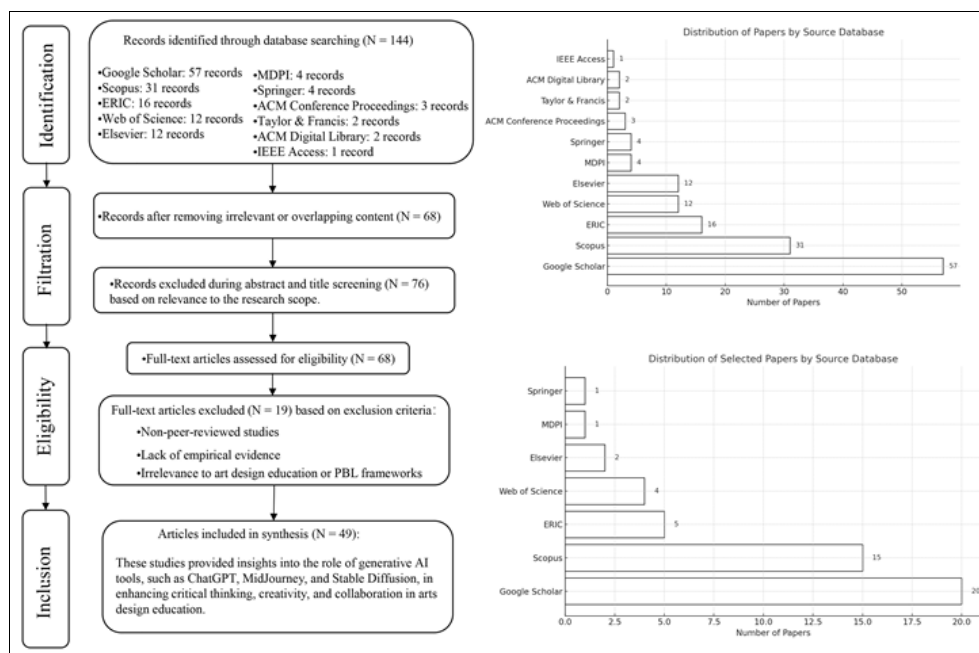 Identification
Records identified through database searching (N = 144)
•Google Scholar: 57 records
•Scopus: 31 records
•ERIC: 16 records
•Web of Science: 12 records
•Elsevier: 12 records
•MDPI: 4 records
•Springer: 4 records
•ACM Conference Proceedings: 3 records
•Taylor & Francis: 2 records
•ACM Digital Library: 2 records
•IEEE Access: 1 record
Filtration
•Records after removing irrelevant or overlapping content (N = 68)
•Records excluded during abstract and title screening (N = 76)
based on relevance to the research scope.
Eligibility
•Full-text articles assessed for eligibility (N = 68)
Full-text articles excluded (N = 19) based on exclusion criteria:
•Non-peer-reviewed studies
•Lack of empirical evidence
•Irrelevance to art design education or PBL frameworks
Inclusion
Articles included in synthesis (N = 49):
These studies provided insights into the role of generative AI
tools, such as ChatGPT, MidJourney, and Stable Diffusion, in
enhancing critical thinking, creativity, and collaboration in arts
design education.
Distribution of Papers by Source Database
IEEE Access 1
ACM Digital Library 2
Taylor & Francis 2
ACM Conference Proceedings 3
Springer 4
MDPI 4
Elsevier 12
Web of Science 12
ERIC 16
Scopus 31
Google Scholar 57
0 10 20 30 40 50
Number of Papers
Distribution of Selected Papers by Source Database
Springer 1
MDPI 1
Elsevier 2
Web of Science 4
ERIC 5
Scopus 15
Google Scholar 20
0.0 2.5 5.0 7.5 10.0 12.5 15.0 17.5 20.0
Number of Papers